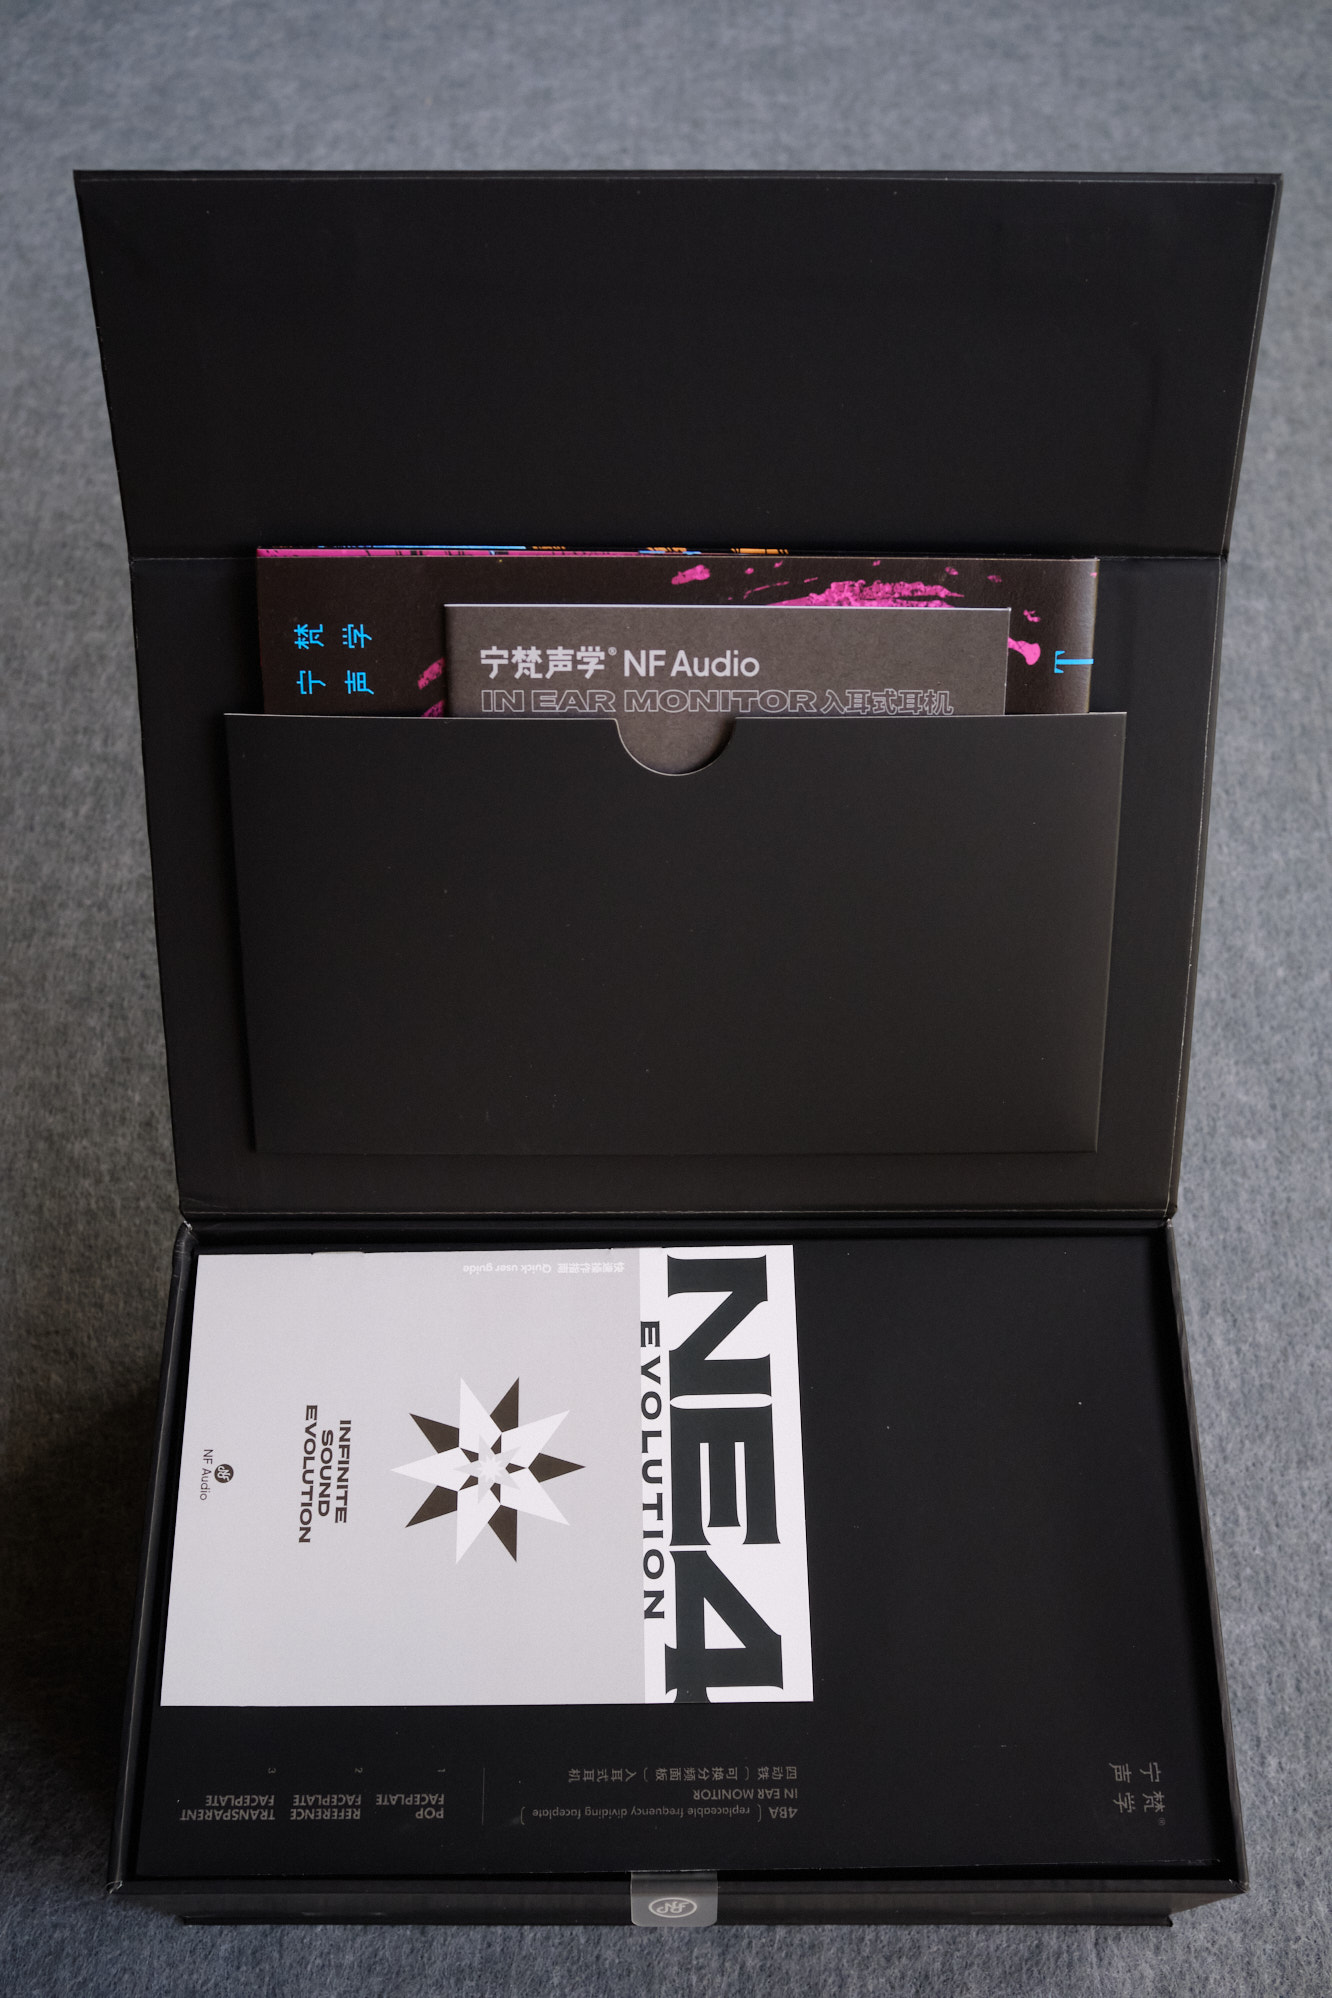 宁梵
声学
T
宁梵声学® NF Audio
IN EAR MONITOR 入耳式耳机
快速操作指南 Quick user guide
NE4
EVOLUTION
INFINITE
SOUND
EVOLUTION
NF Audio
宁梵®
声学
四动铁〔可换分频面板〕入耳式耳机
IN EAR MONITOR
4BA〔replaceable frequency dividing faceplate〕
1
POP
FACEPLATE
2
REFERENCE
FACEPLATE
3
TRANSPARENT
FACEPLATE
NF